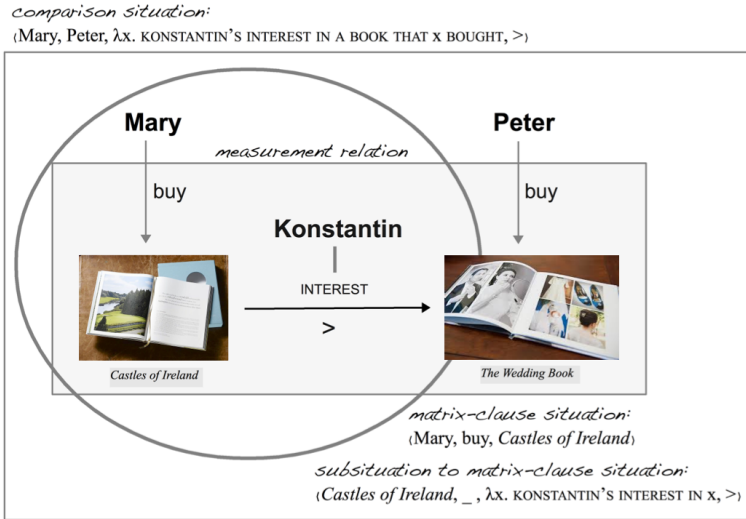 comparison situation:
⟨Mary, Peter, λx. KONSTANTIN'S INTEREST IN A BOOK THAT x BOUGHT, >⟩
Mary Peter
measurement relation
buy buy
Konstantin
INTEREST
>
Castles of Ireland The Wedding Book
matrix-clause situation:
⟨Mary, buy, Castles of Ireland⟩
subsituation to matrix-clause situation:
⟨Castles of Ireland, _ , λx. KONSTANTIN'S INTEREST IN x, >⟩